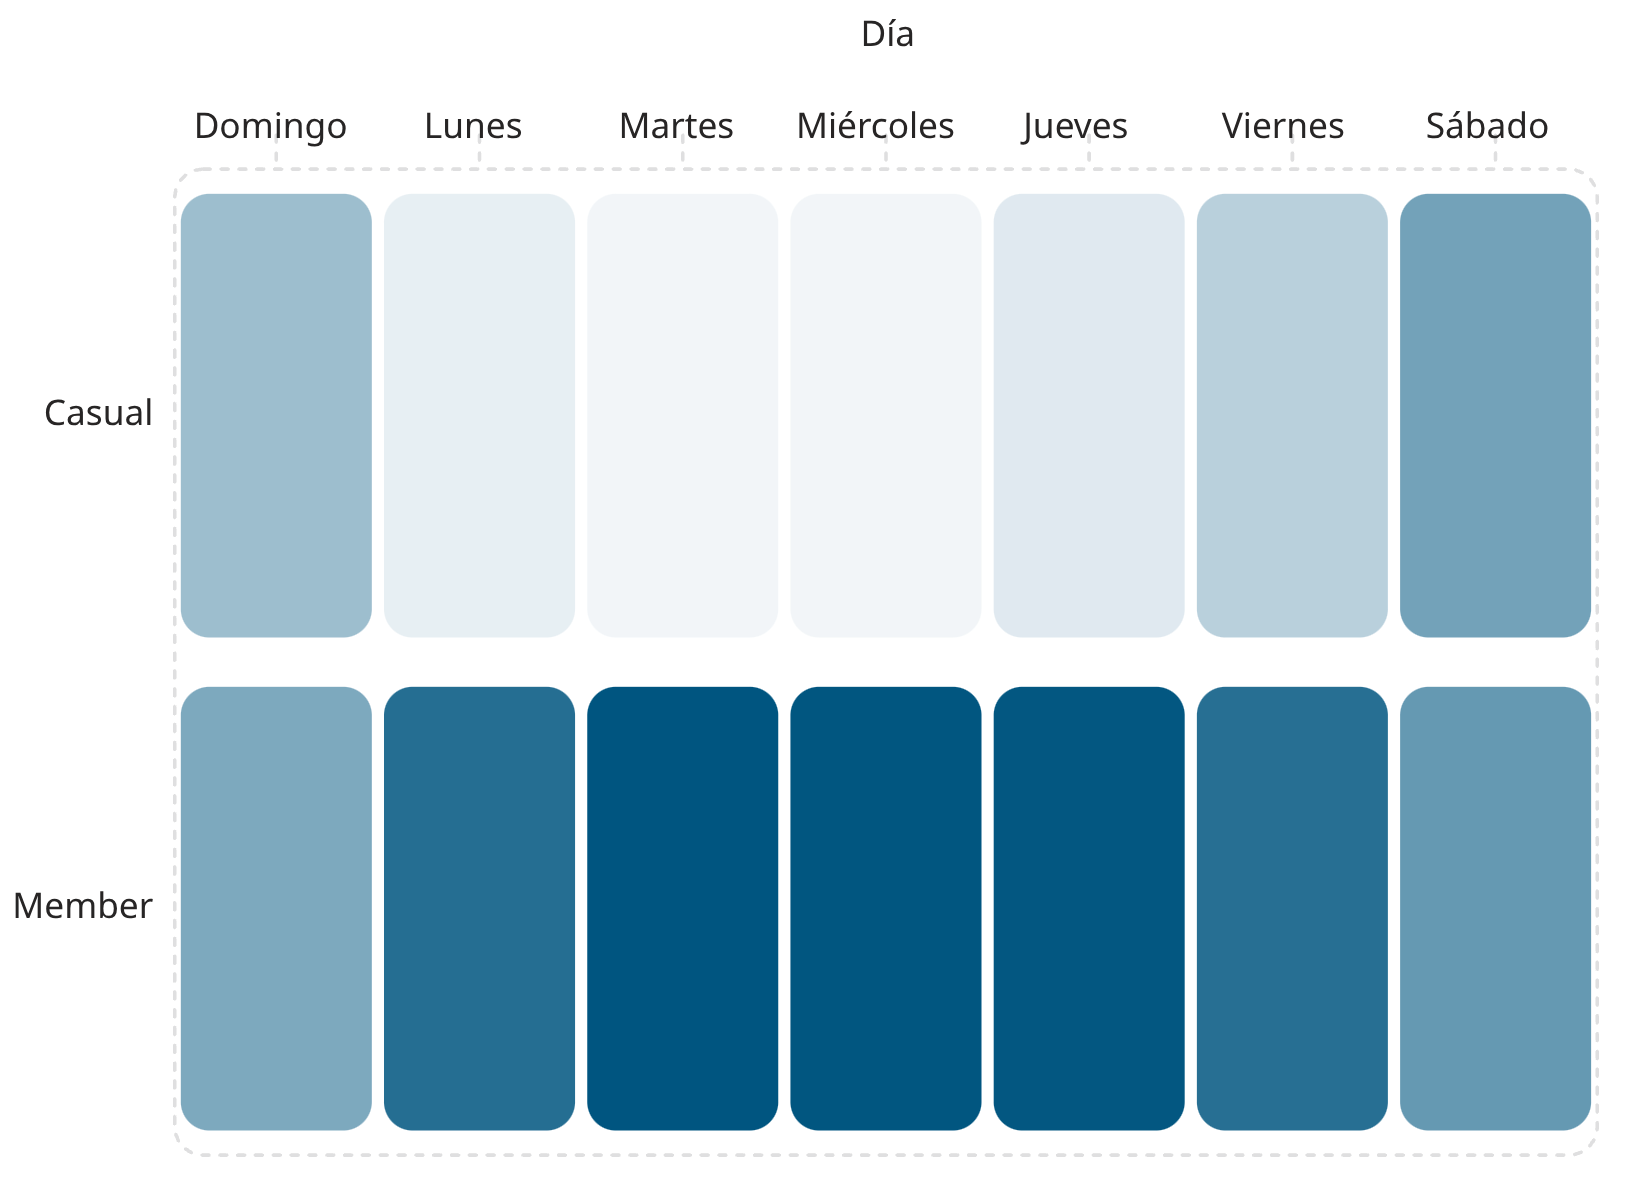 Día
Domingo Lunes Martes Miércoles Jueves Viernes Sábado
Casual
Member